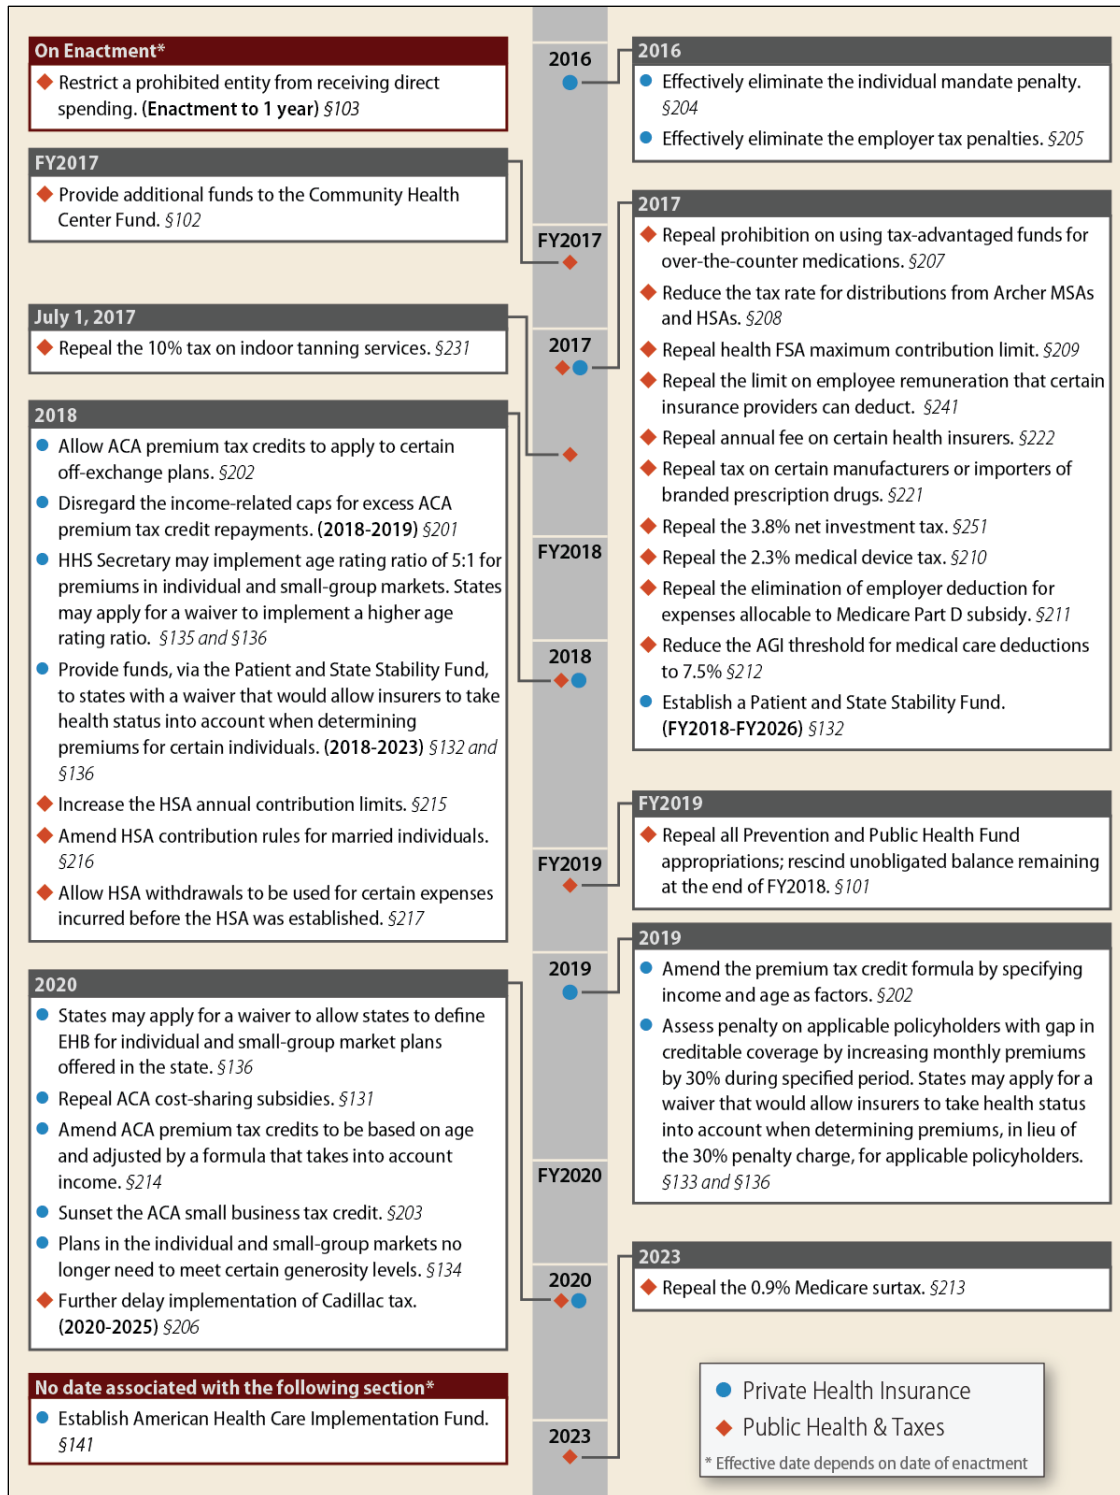 On Enactment*
Restrict a prohibited entity from receiving direct
spending. (Enactment to 1 year) §103
FY2017
Provide additional funds to the Community Health
Center Fund. §102
July 1, 2017
Repeal the 10% tax on indoor tanning services. §231
2018
Allow ACA premium tax credits to apply to certain
off-exchange plans. §202
Disregard the income-related caps for excess ACA
premium tax credit repayments. (2018-2019) §201
HHS Secretary may implement age rating ratio of 5:1 for
premiums in individual and small-group markets. States
may apply for a waiver to implement a higher age
rating ratio. §135 and §136
Provide funds, via the Patient and State Stability Fund,
to states with a waiver that would allow insurers to take
health status into account when determining
premiums for certain individuals. (2018-2023) §132 and
§136
Increase the HSA annual contribution limits. §215
Amend HSA contribution rules for married individuals.
§216
Allow HSA withdrawals to be used for certain expenses
incurred before the HSA was established. §217
2020
States may apply for a waiver to allow states to define
EHB for individual and small-group market plans
offered in the state. §136
Repeal ACA cost-sharing subsidies. §131
Amend ACA premium tax credits to be based on age
and adjusted by a formula that takes into account
income. §214
Sunset the ACA small business tax credit. §203
Plans in the individual and small-group markets no
longer need to meet certain generosity levels. §134
Further delay implementation of Cadillac tax.
(2020-2025) §206
No date associated with the following section*
Establish American Health Care Implementation Fund.
§141
2016
FY2017
2017
FY2018
2018
FY2019
2019
FY2020
2020
2023
2016
Effectively eliminate the individual mandate penalty.
§204
Effectively eliminate the employer tax penalties. §205
2017
Repeal prohibition on using tax-advantaged funds for
over-the-counter medications. §207
Reduce the tax rate for distributions from Archer MSAs
and HSAs. §208
Repeal health FSA maximum contribution limit. §209
Repeal the limit on employee remuneration that certain
insurance providers can deduct. §241
Repeal annual fee on certain health insurers. §222
Repeal tax on certain manufacturers or importers of
branded prescription drugs. §221
Repeal the 3.8% net investment tax. §251
Repeal the 2.3% medical device tax. §210
Repeal the elimination of employer deduction for
expenses allocable to Medicare Part D subsidy. §211
Reduce the AGI threshold for medical care deductions
to 7.5% §212
Establish a Patient and State Stability Fund.
(FY2018-FY2026) §132
FY2019
Repeal all Prevention and Public Health Fund
appropriations; rescind unobligated balance remaining
at the end of FY2018. §101
2019
Amend the premium tax credit formula by specifying
income and age as factors. §202
Assess penalty on applicable policyholders with gap in
creditable coverage by increasing monthly premiums
by 30% during specified period. States may apply for a
waiver that would allow insurers to take health status
into account when determining premiums, in lieu of
the 30% penalty charge, for applicable policyholders.
§133 and §136
2023
Repeal the 0.9% Medicare surtax. §213
Private Health Insurance
Public Health & Taxes
* Effective date depends on date of enactment